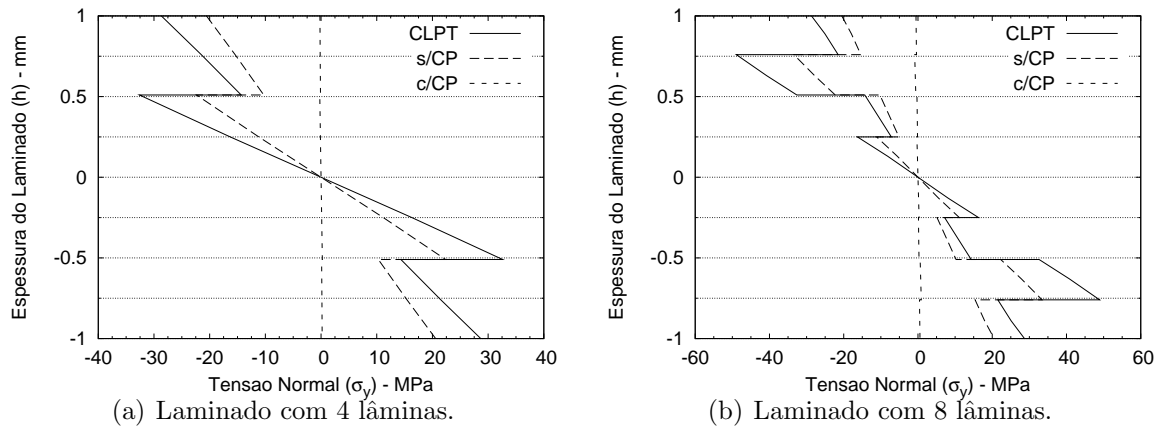 Espessura do Laminado (h) - mm
1
0.5
0
-0.5
-1
CLPT
s/CP
c/CP
-40 -30 -20 -10 0 10 20 30 40
Tensao Normal (σy) - MPa
(a) Laminado com 4 lâminas.
Espessura do Laminado (h) - mm
1
0.5
0
-0.5
-1
CLPT
s/CP
c/CP
-60 -40 -20 0 20 40 60
Tensao Normal (σy) - MPa
(b) Laminado com 8 lâminas.